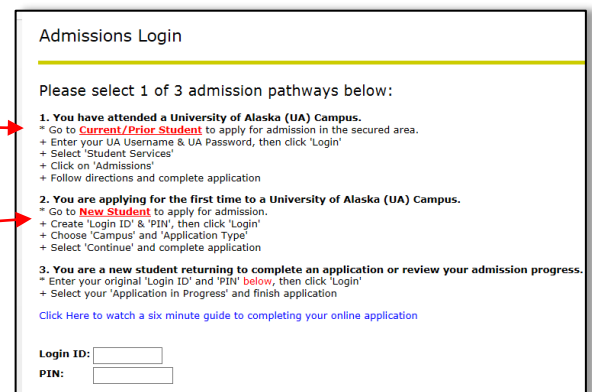 Admissions Login
Please select 1 of 3 admission pathways below:
1. You have attended a University of Alaska (UA) Campus.
* Go to Current/Prior Student to apply for admission in the secured area.
+ Enter your UA Username & UA Password, then click 'Login'
+ Select 'Student Services'
+ Click on 'Admissions'
+ Follow directions and complete application
2. You are applying for the first time to a University of Alaska (UA) Campus.
* Go to New Student to apply for admission.
+ Create 'Login ID' & 'PIN', then click 'Login'
+ Choose 'Campus' and 'Application Type'
+ Select 'Continue' and complete application
3. You are a new student returning to complete an application or review your admission progress.
* Enter your original 'Login ID' and 'PIN' below, then click 'Login'
+ Select your 'Application in Progress' and finish application
Click Here to watch a six minute guide to completing your online application
Login ID:
PIN: